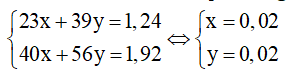 23x + 39y = 1,24 ⇔ x = 0,02
40x + 56y = 1,92 y = 0,02